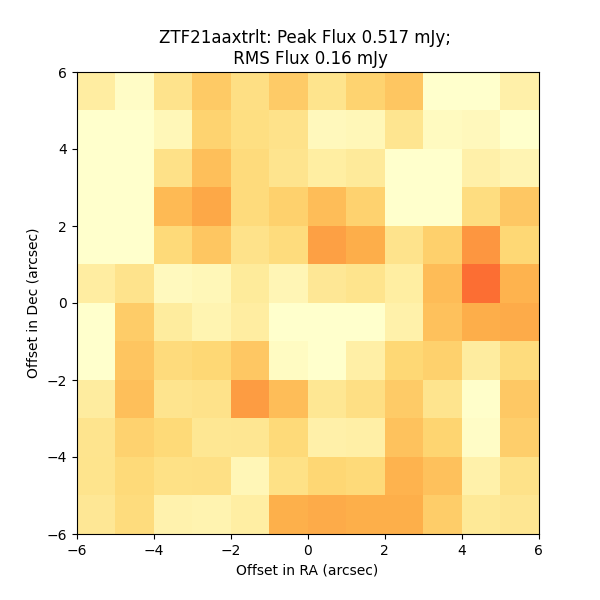 ZTF21aaxtrlt: Peak Flux 0.517 mJy;
RMS Flux 0.16 mJy
6
4
2
0
−2
−4
−6
Offset in Dec (arcsec)
−6 −4 −2 0 2 4 6
Offset in RA (arcsec)